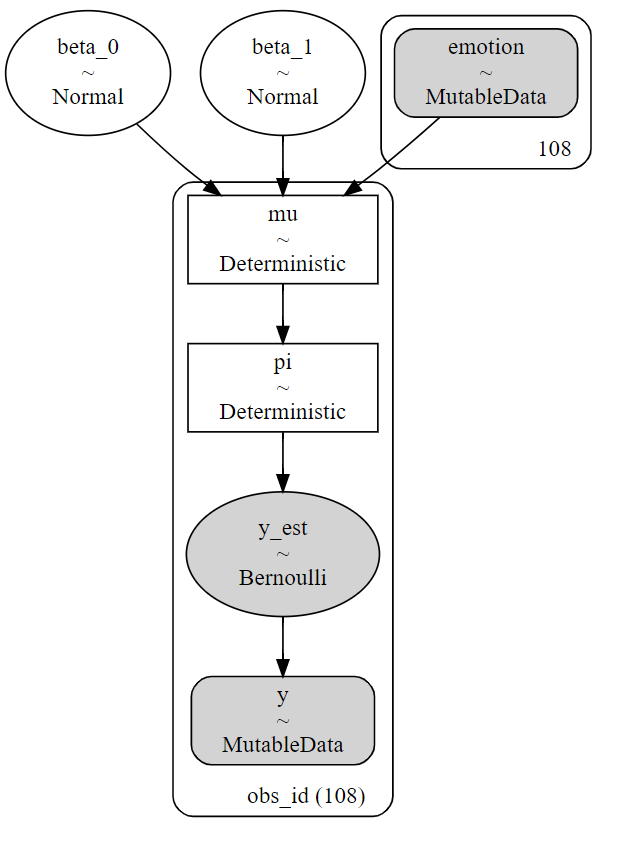 beta_0
~
Normal
beta_1
~
Normal
emotion
~
MutableData
108
mu
~
Deterministic
pi
~
Deterministic
y_est
~
Bernoulli
y
~
MutableData
obs_id (108)